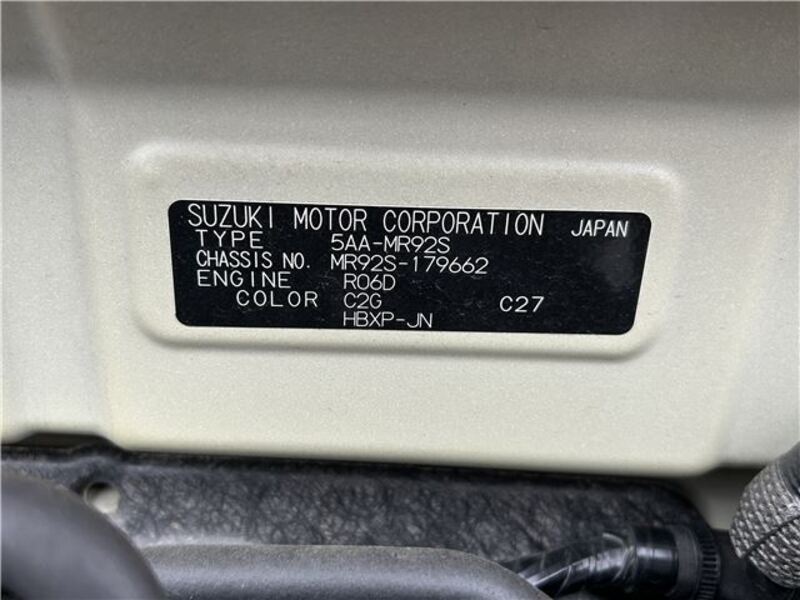 SUZUKI MOTOR CORPORATION JAPAN
TYPE 5AA-MR92S
CHASSIS NO. MR92S-179662
ENGINE R06D
COLOR C2G C27
HBXP-JN